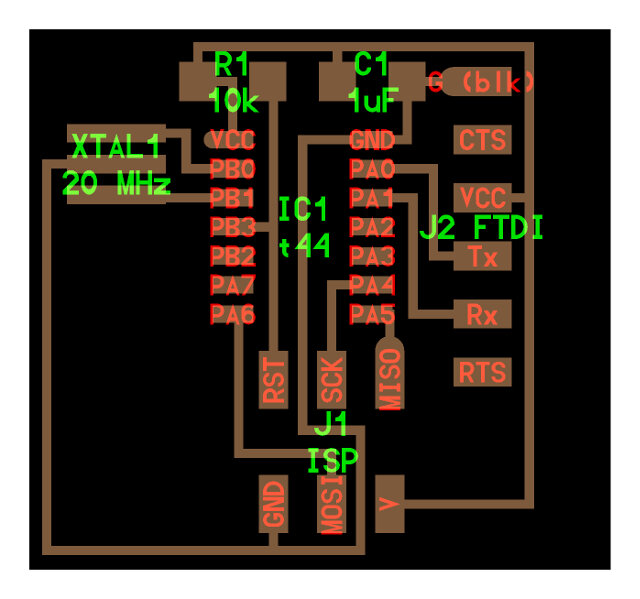 R1
10k
C1
1uF
G (blk)
XTAL1
20 MHz
VCC
PB0
PB1
PB3
PB2
PA7
PA6
IC1
t44
GND
PA0
PA1
PA2
PA3
PA4
PA5
CTS
VCC
J2 FTDI
Tx
Rx
RTS
RST
SCK
MISO
J1
ISP
GND
MOSI
V